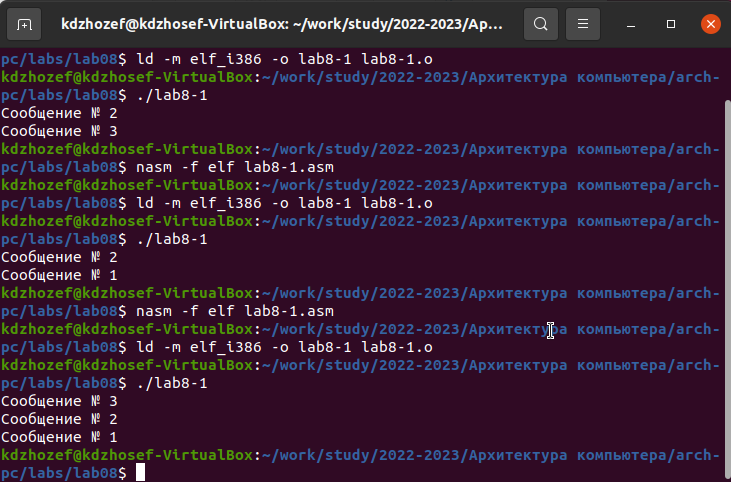 kdzhozef@kdzhosef-VirtualBox: ~/work/study/2022-2023/Ар...
pc/labs/lab08$ ld -m elf_i386 -o lab8-1 lab8-1.o
kdzhozef@kdzhosef-VirtualBox:~/work/study/2022-2023/Архитектура компьютера/arch-
pc/labs/lab08$ ./lab8-1
Сообщение № 2
Сообщение № 3
kdzhozef@kdzhosef-VirtualBox:~/work/study/2022-2023/Архитектура компьютера/arch-
pc/labs/lab08$ nasm -f elf lab8-1.asm
kdzhozef@kdzhosef-VirtualBox:~/work/study/2022-2023/Архитектура компьютера/arch-
pc/labs/lab08$ ld -m elf_i386 -o lab8-1 lab8-1.o
kdzhozef@kdzhosef-VirtualBox:~/work/study/2022-2023/Архитектура компьютера/arch-
pc/labs/lab08$ ./lab8-1
Сообщение № 2
Сообщение № 1
kdzhozef@kdzhosef-VirtualBox:~/work/study/2022-2023/Архитектура компьютера/arch-
pc/labs/lab08$ nasm -f elf lab8-1.asm
kdzhozef@kdzhosef-VirtualBox:~/work/study/2022-2023/Архитектура компьютера/arch-
pc/labs/lab08$ ld -m elf_i386 -o lab8-1 lab8-1.o
kdzhozef@kdzhosef-VirtualBox:~/work/study/2022-2023/Архитектура компьютера/arch-
pc/labs/lab08$ ./lab8-1
Сообщение № 3
Сообщение № 2
Сообщение № 1
kdzhozef@kdzhosef-VirtualBox:~/work/study/2022-2023/Архитектура компьютера/arch-
pc/labs/lab08$